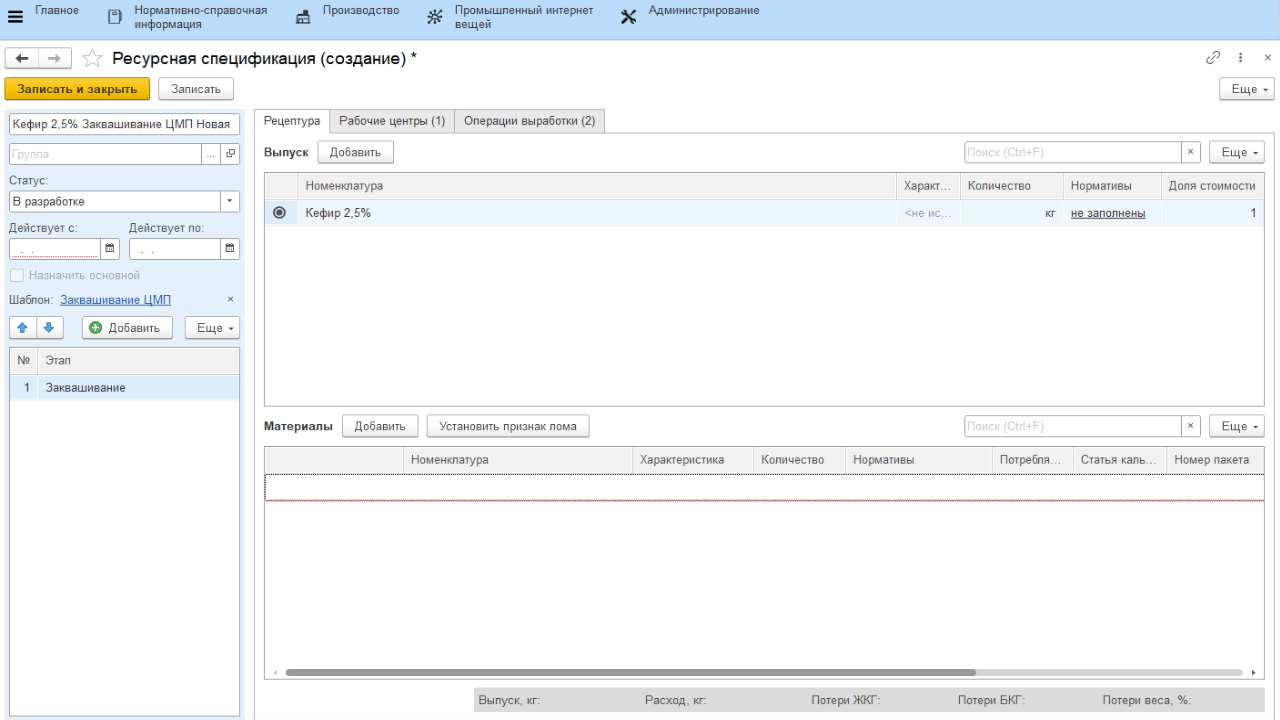 Главное
Нормативно-справочная
информация
Производство
Промышленный интернет
вещей
Администрирование
Ресурсная спецификация (создание) *
Записать и закрыть
Записать
Еще
Кефир 2,5% Заквашивание ЦМП Новая
Группа
...
Статус:
В разработке
Действует с:
Действует по:
. .
. .
Назначить основной
Шаблон: Заквашивание ЦМП ×
Добавить
Еще
№ Этап
1 Заквашивание
Рецептура
Рабочие центры (1)
Операции выработки (2)
Выпуск
Добавить
Поиск (Ctrl+F)
×
Еще
Номенклатура Характ... Количество Нормативы Доля стоимости
Кефир 2,5% <не ис... кг не заполнены 1
Материалы
Добавить
Установить признак лома
Поиск (Ctrl+F)
×
Еще
Номенклатура Характеристика Количество Нормативы Потребля... Статья каль... Номер пакета
Выпуск, кг: Расход, кг: Потери ЖКГ: Потери БКГ: Потери веса, %: